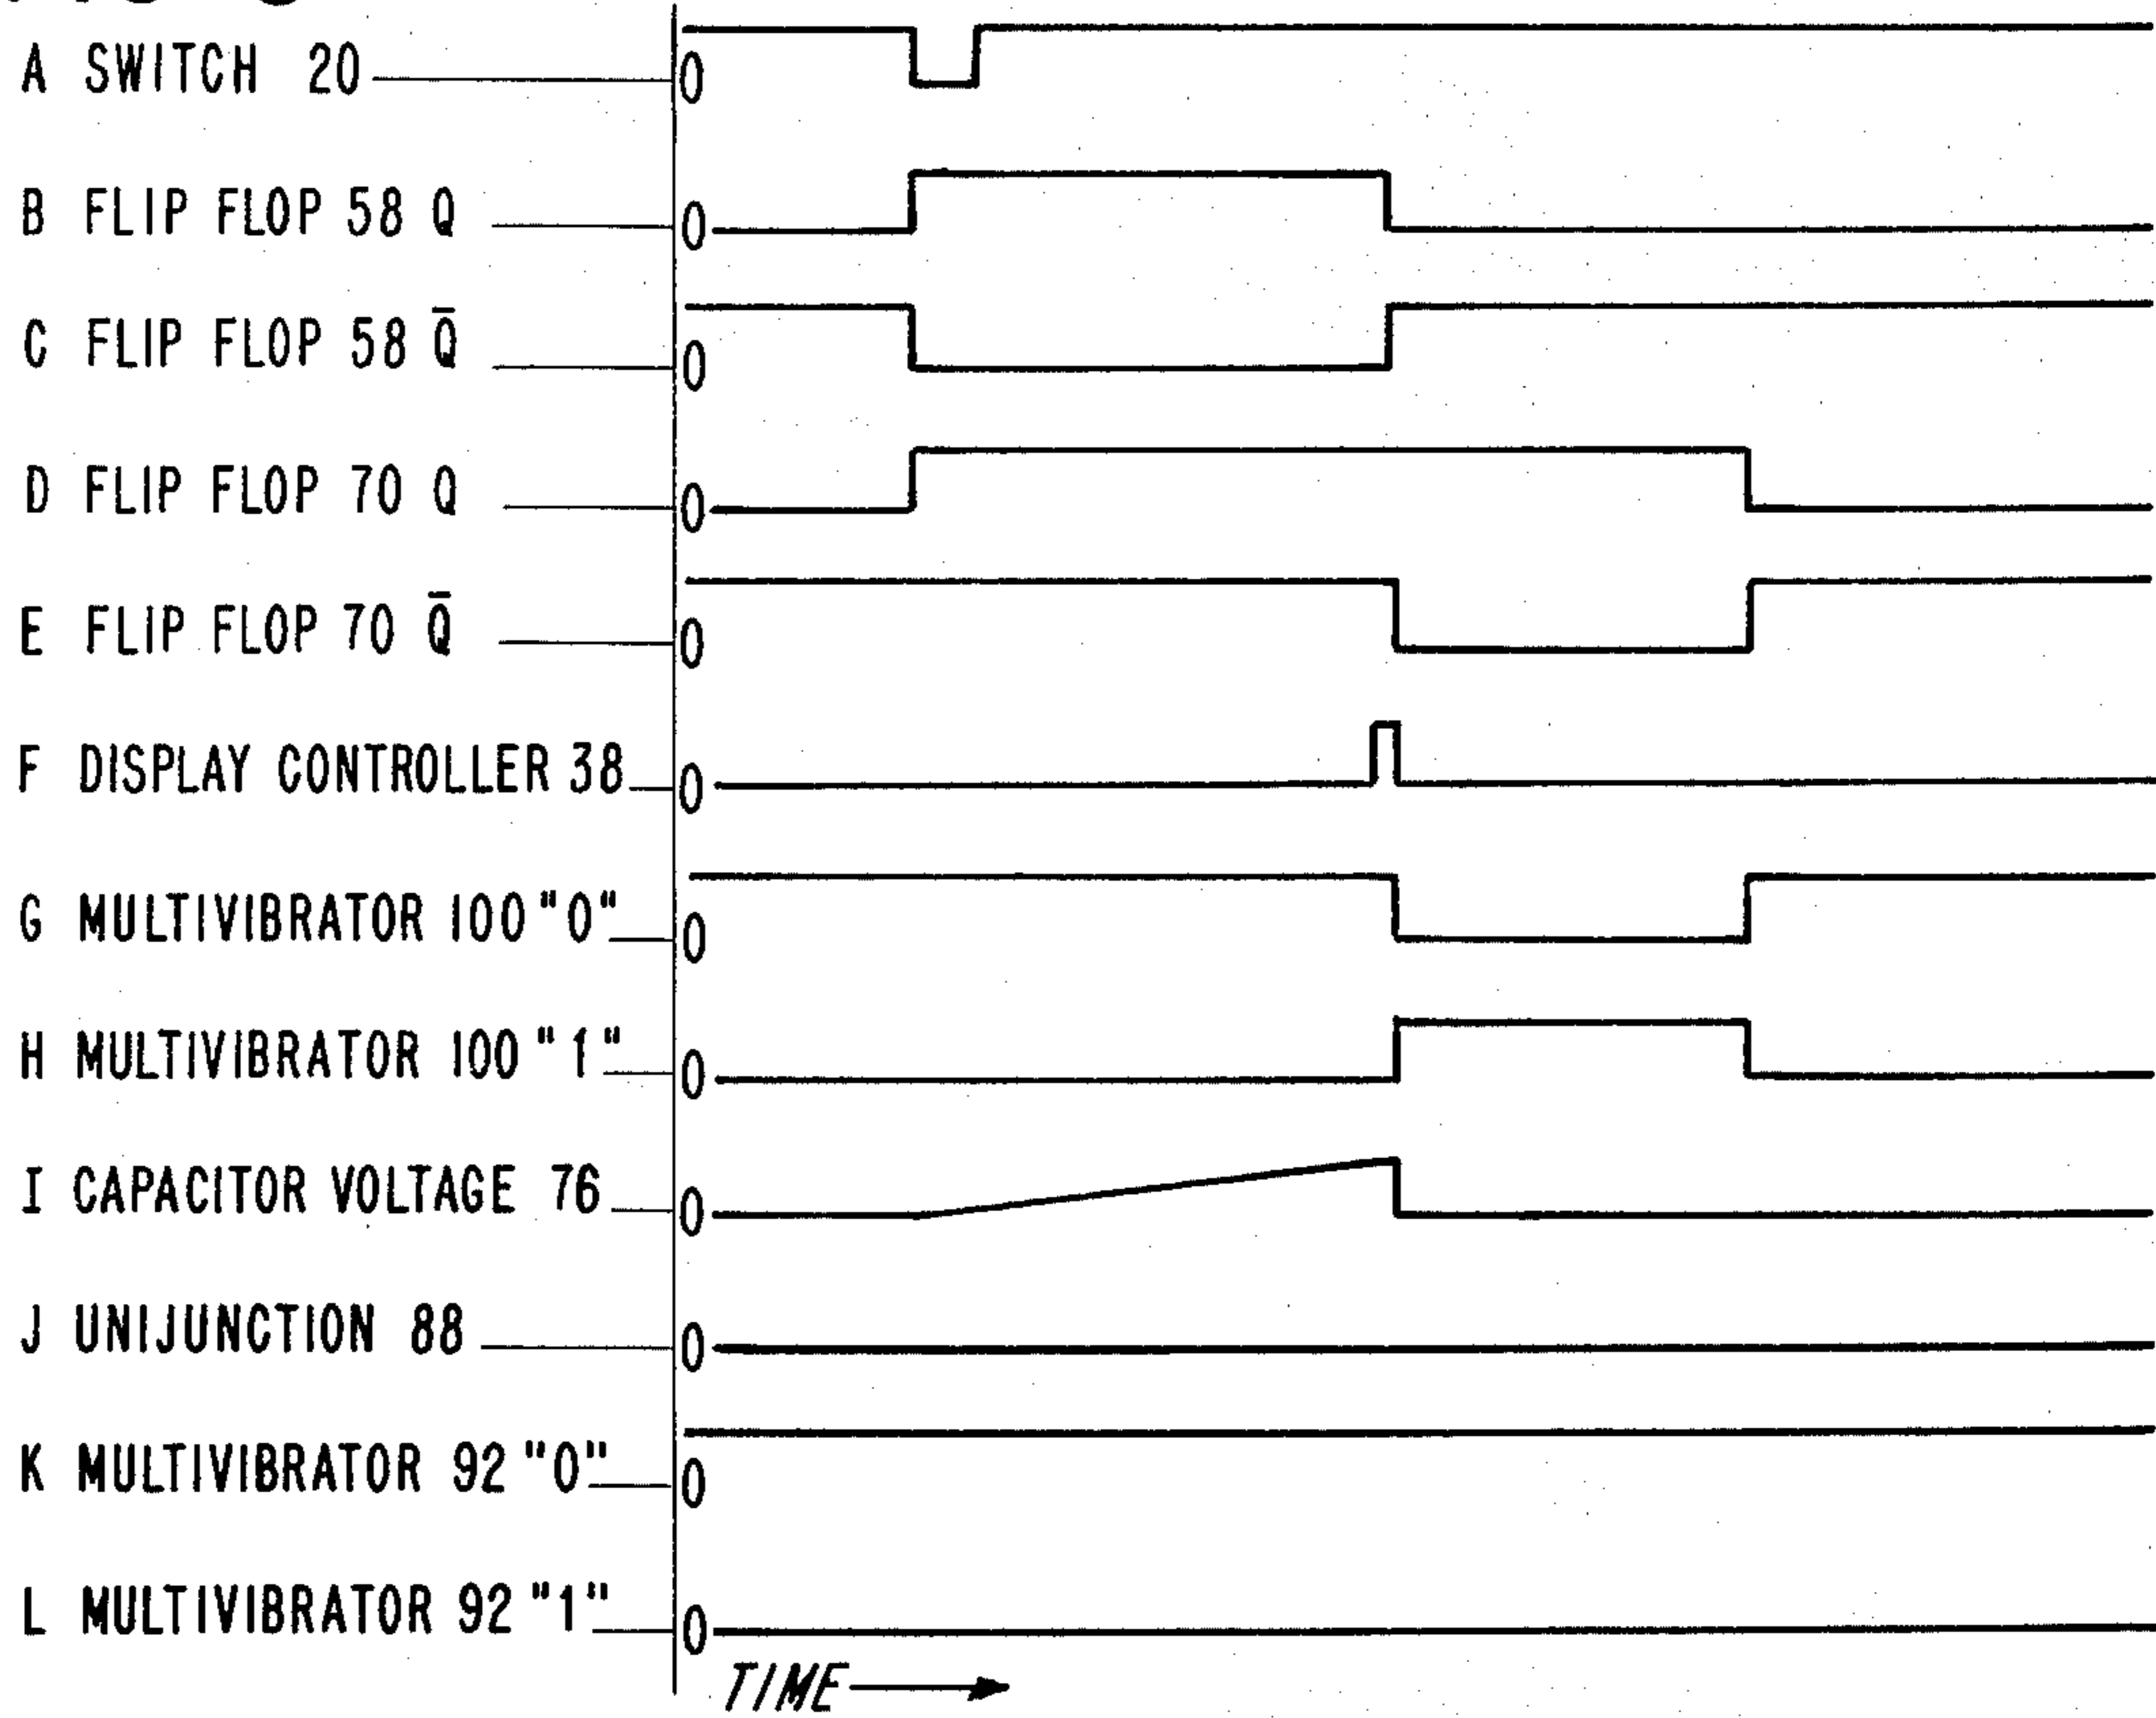 A SWITCH 20 0
B FLIP FLOP 58 Q 0
C FLIP FLOP 58 Q̄ 0
D FLIP FLOP 70 Q 0
E FLIP FLOP 70 Q̄ 0
F DISPLAY CONTROLLER 38 0
G MULTIVIBRATOR 100 "0" 0
H MULTIVIBRATOR 100 "1" 0
I CAPACITOR VOLTAGE 76 0
J UNIJUNCTION 88 0
K MULTIVIBRATOR 92 "0" 0
L MULTIVIBRATOR 92 "1" 0
TIME